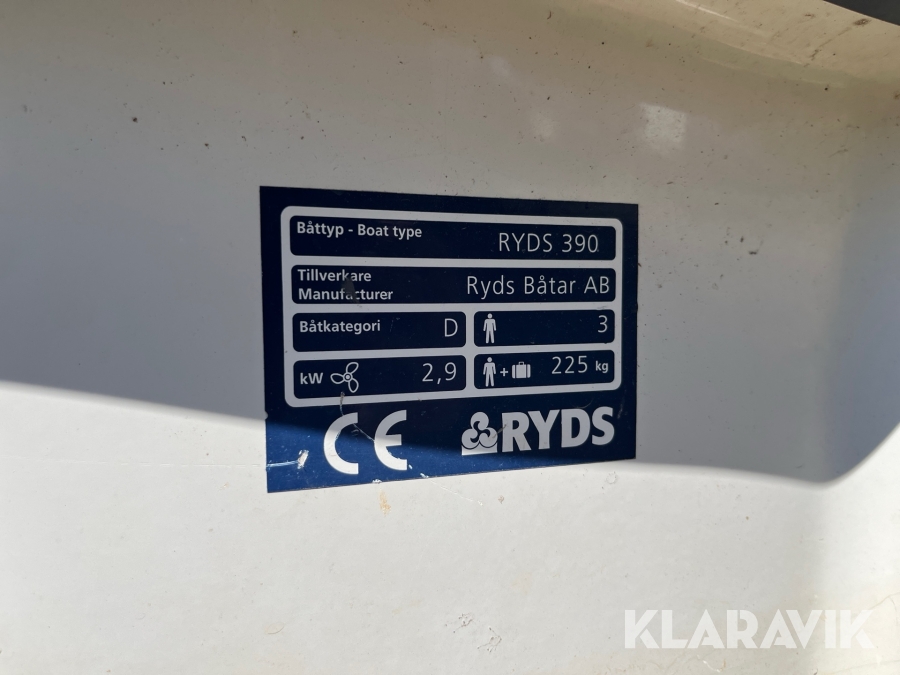 Båttyp - Boat type RYDS 390
Tillverkare
Manufacturer Ryds Båtar AB
Båtkategori D 3
kW 2,9 + 225 kg
CE RYDS
KLARAVIK